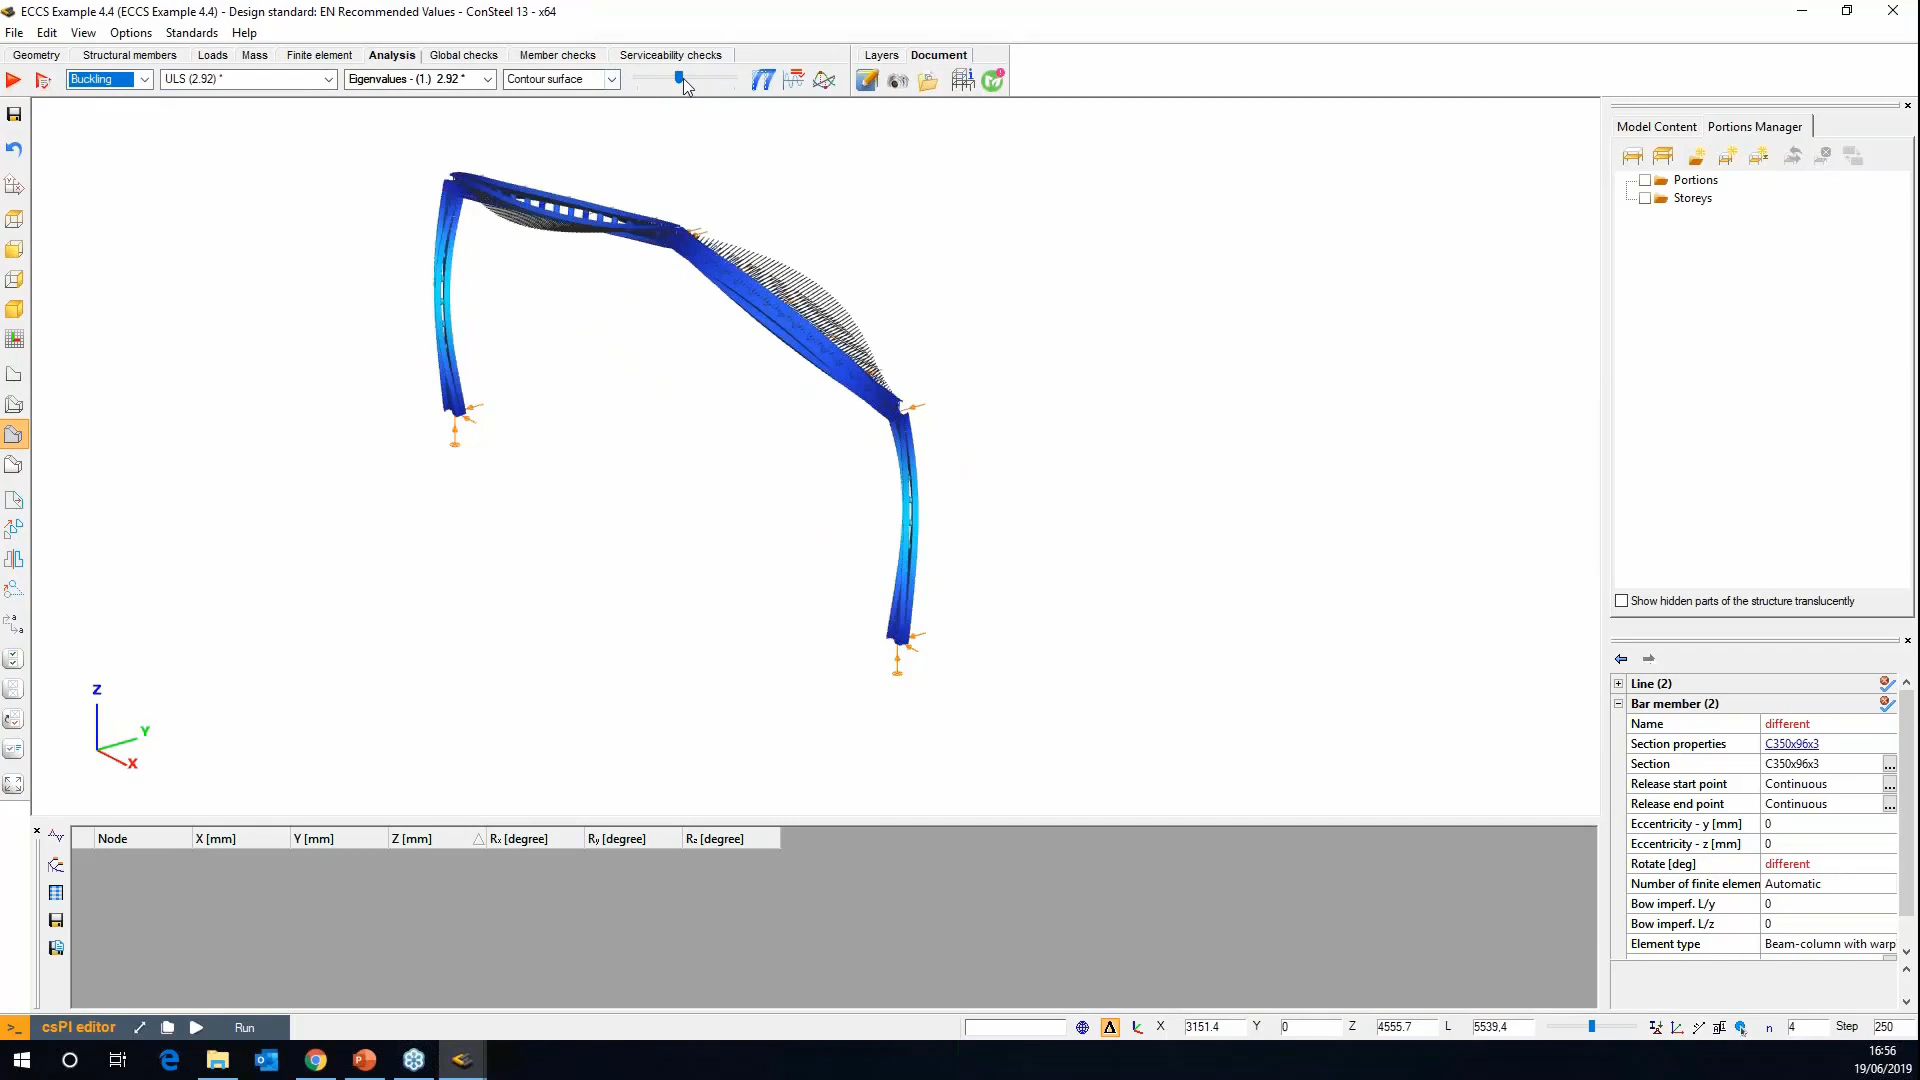 ECCS Example 4.4 (ECCS Example 4.4) - Design standard: EN Recommended Values - ConSteel 13 - x64
File Edit View Options Standards Help
Geometry Structural members Loads Mass Finite element Analysis Global checks Member checks Serviceability checks Layers Document
Buckling ULS (2.92) * Eigenvalues - (1.) 2.92 * Contour surface
Model Content Portions Manager
Portions
Storeys
Show hidden parts of the structure translucently
Z
Y
X
Line (2)
Bar member (2)
Name different
Section properties C350x96x3
Section C350x96x3 ...
Release start point Continuous ...
Release end point Continuous ...
Eccentricity - y [mm] 0
Eccentricity - z [mm] 0
Rotate [deg] different
Number of finite elemen Automatic
Bow imperf. L/y 0
Bow imperf. L/z 0
Element type Beam-column with warp
Node X [mm] Y [mm] Z [mm] Rx [degree] Ry [degree] Rz [degree]
>_ csPI editor Run
X 3151.4 Y 0 Z 4555.7 L 5539.4 n 4 Step 250
16:56
19/06/2019